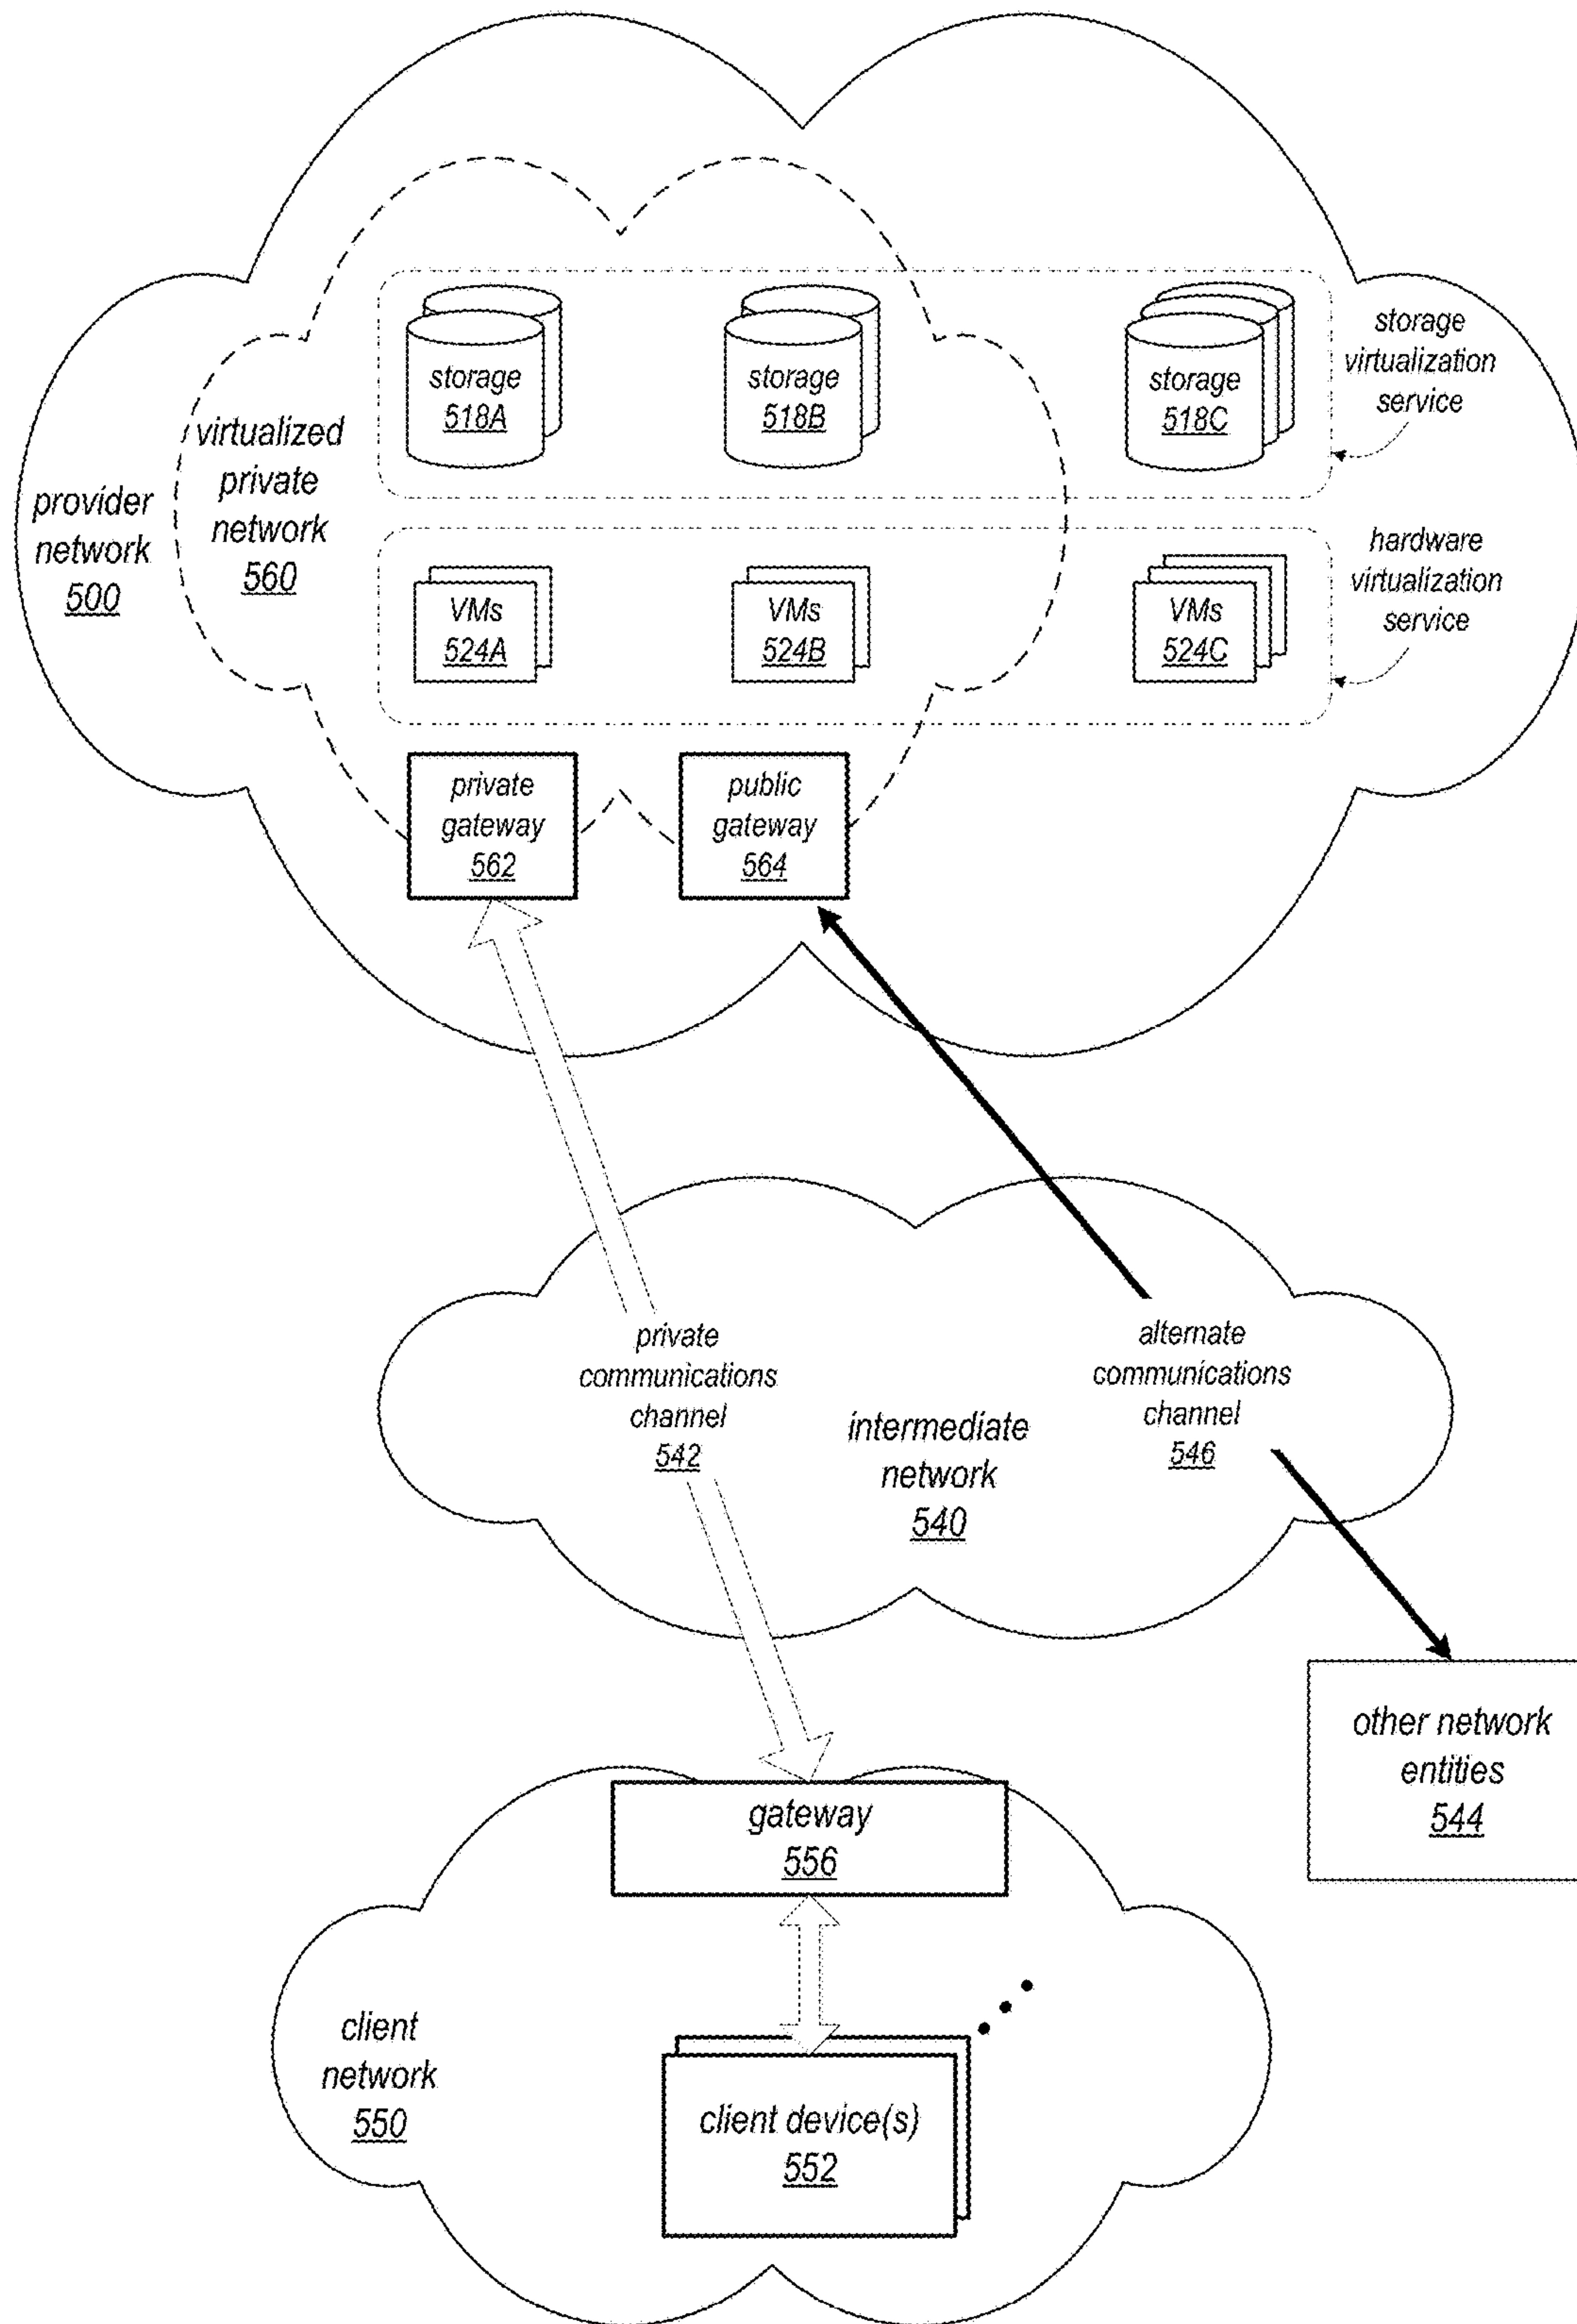 storage
518A
storage
518B
storage
518C
storage
virtualization
service
virtualized
private
network
560
provider
network
500
VMs
524A
VMs
524B
VMs
524C
hardware
virtualization
service
private
gateway
562
public
gateway
564
private
communications
channel
542
alternate
communications
channel
546
intermediate
network
540
other network
entities
544
gateway
556
client
network
550
client device(s)
552